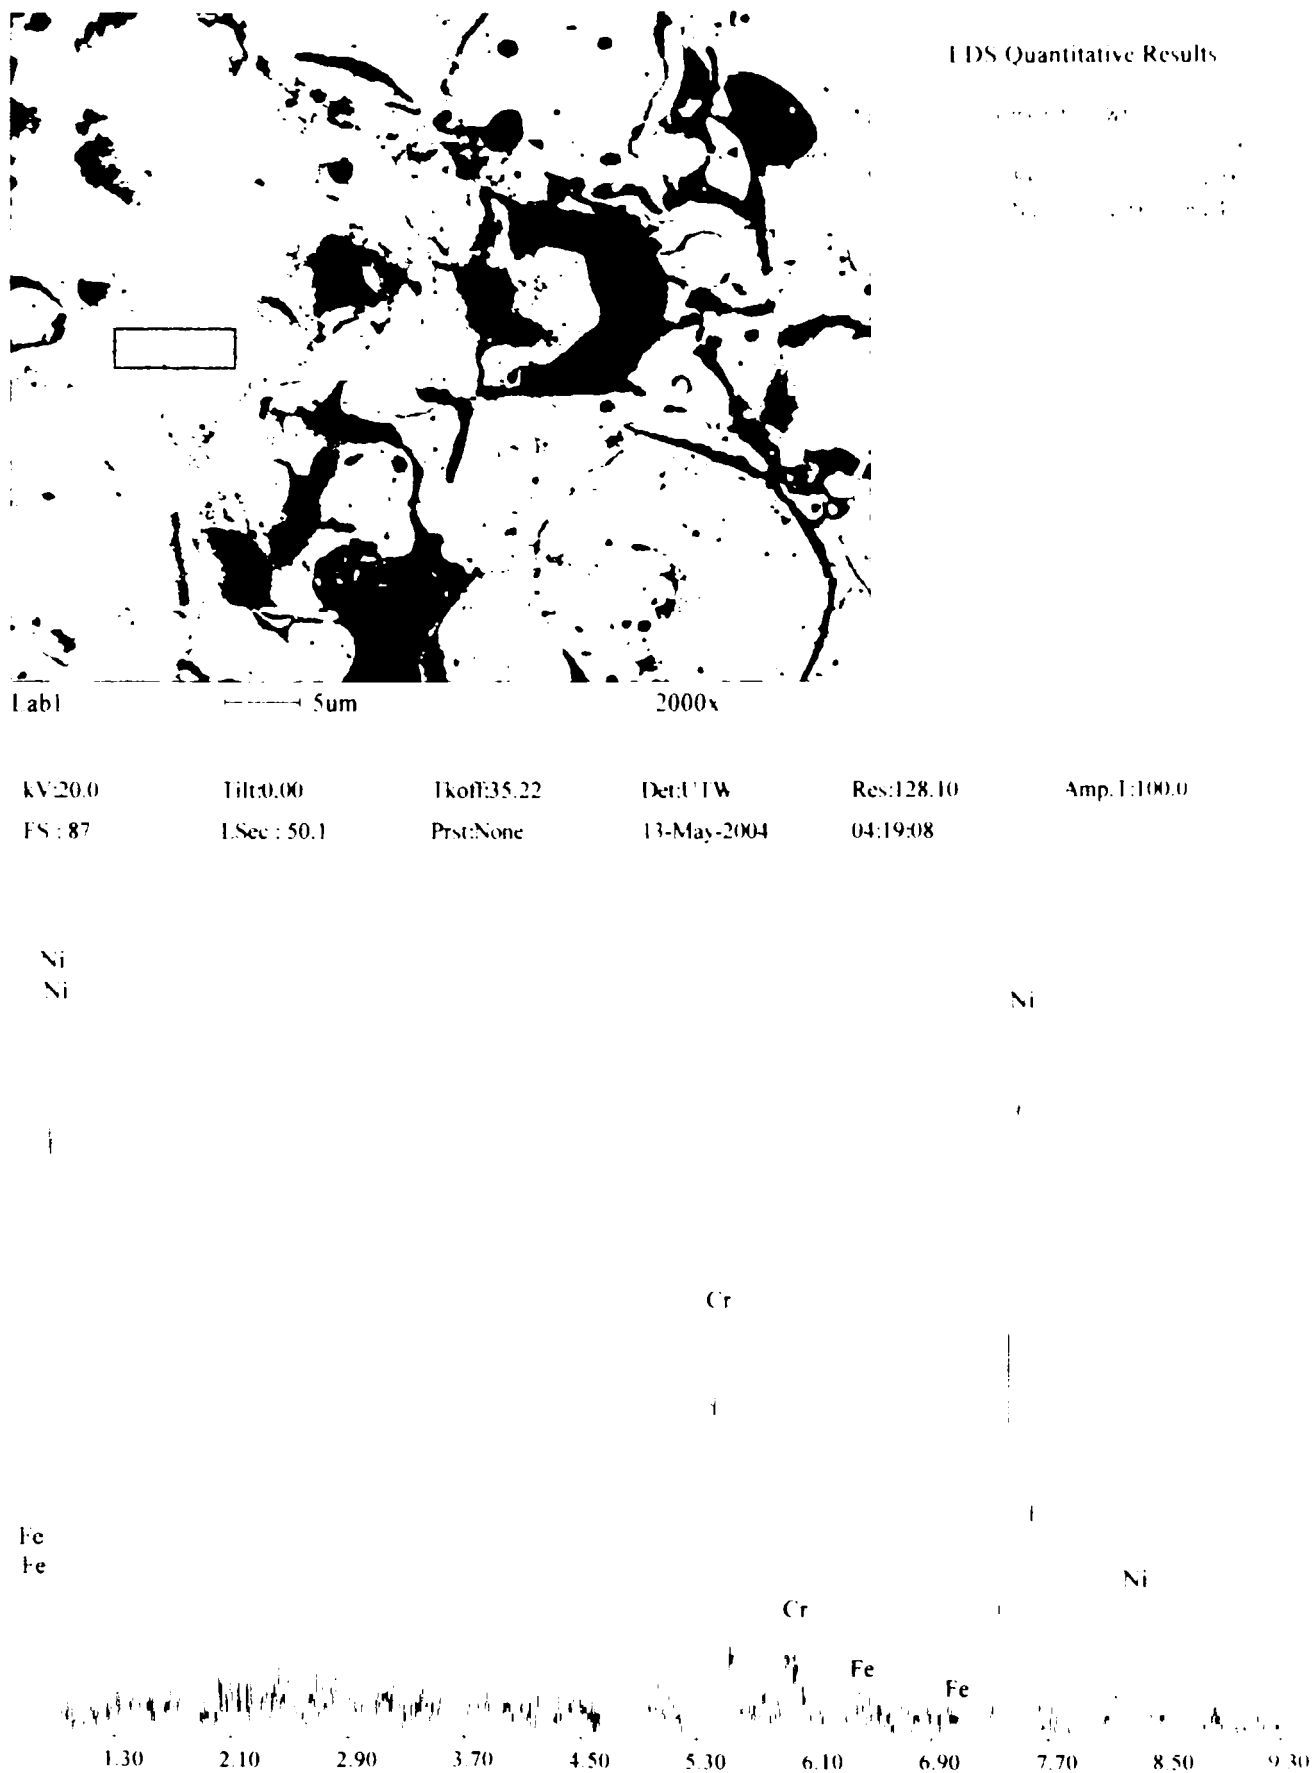 EDS Quantitative Results
Lab1 5um 2000x
kV:20.0 Tilt:0.00 Tkoff:35.22 Det:UTW Res:128.10 Amp.T:100.0
FS : 87 LSec : 50.1 Prst:None 13-May-2004 04:19:08
Ni
Ni
Ni
Cr
Fe
Fe
Ni
Cr
Fe
Fe
1.30 2.10 2.90 3.70 4.50 5.30 6.10 6.90 7.70 8.50 9.30